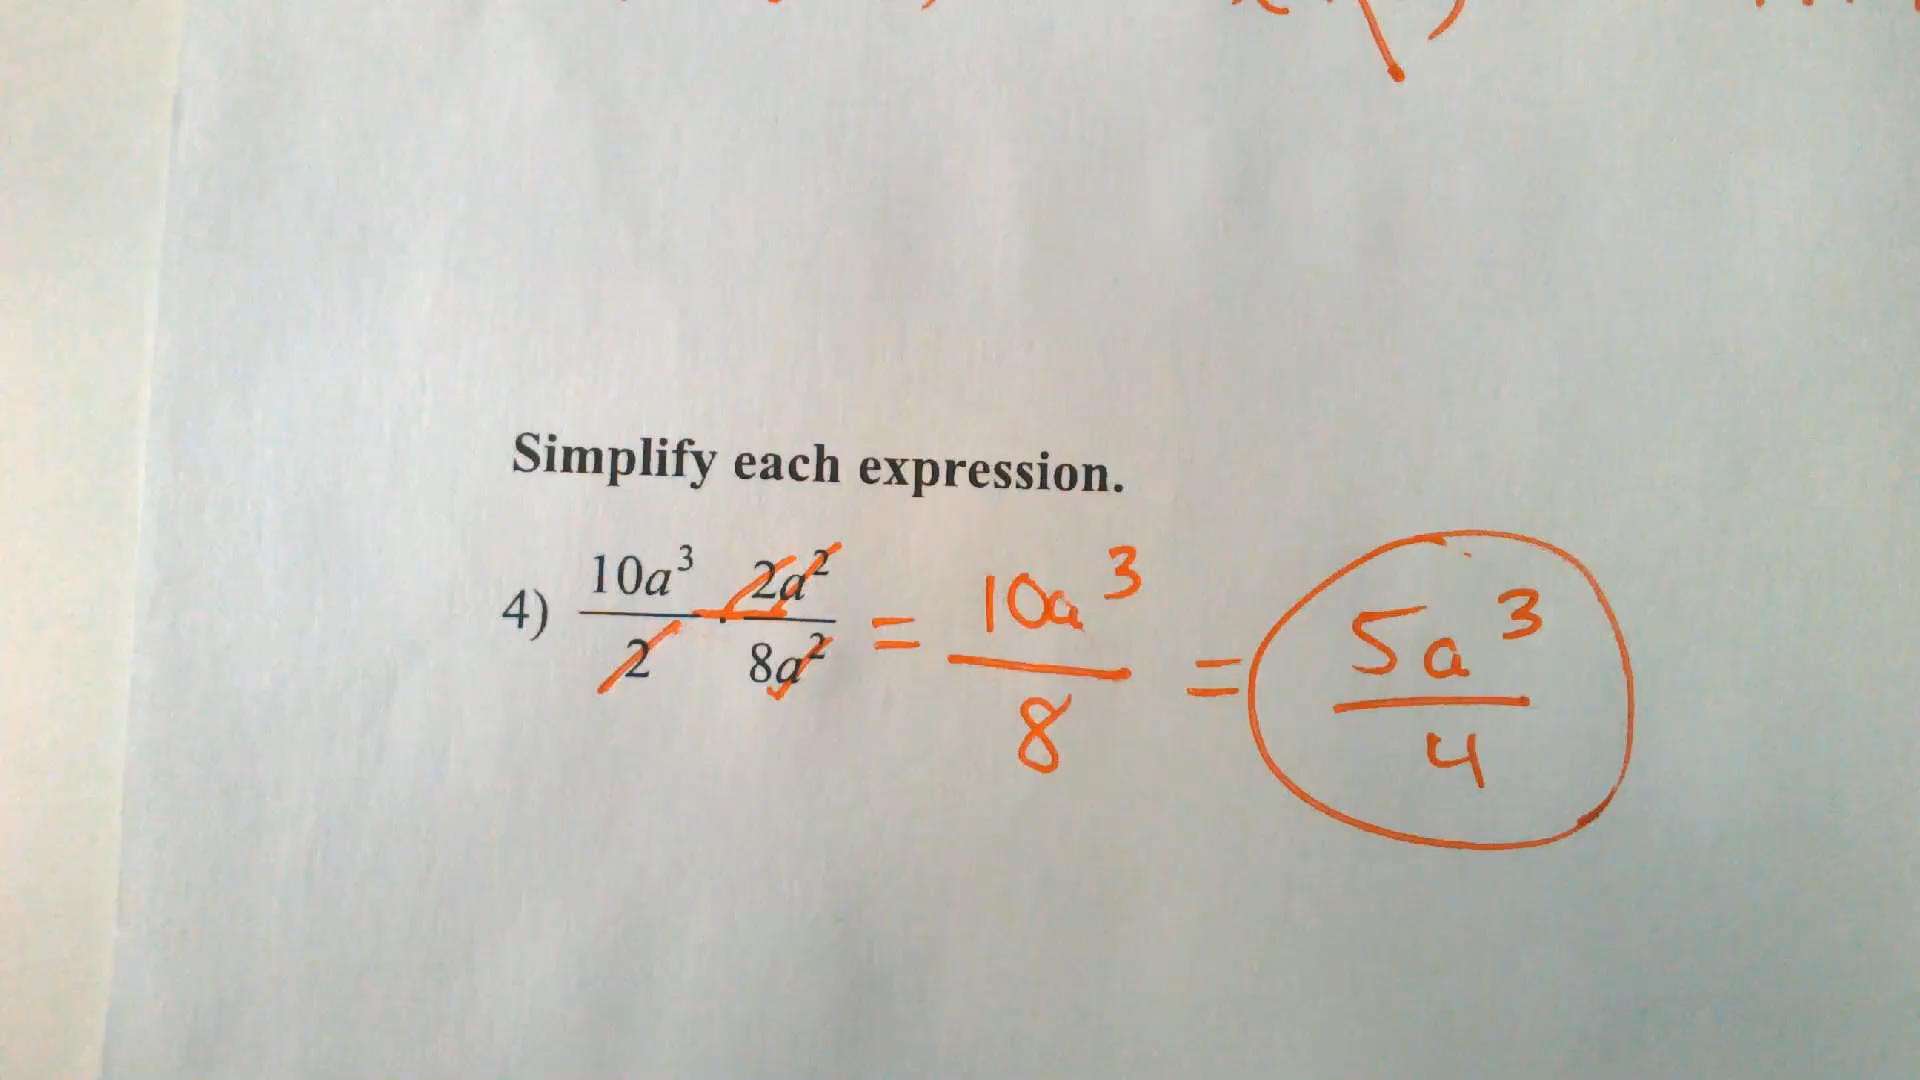 Simplify each expression.
4) 10a³/2 · 2a²/8a² = 10a³/8 = 5a³/4